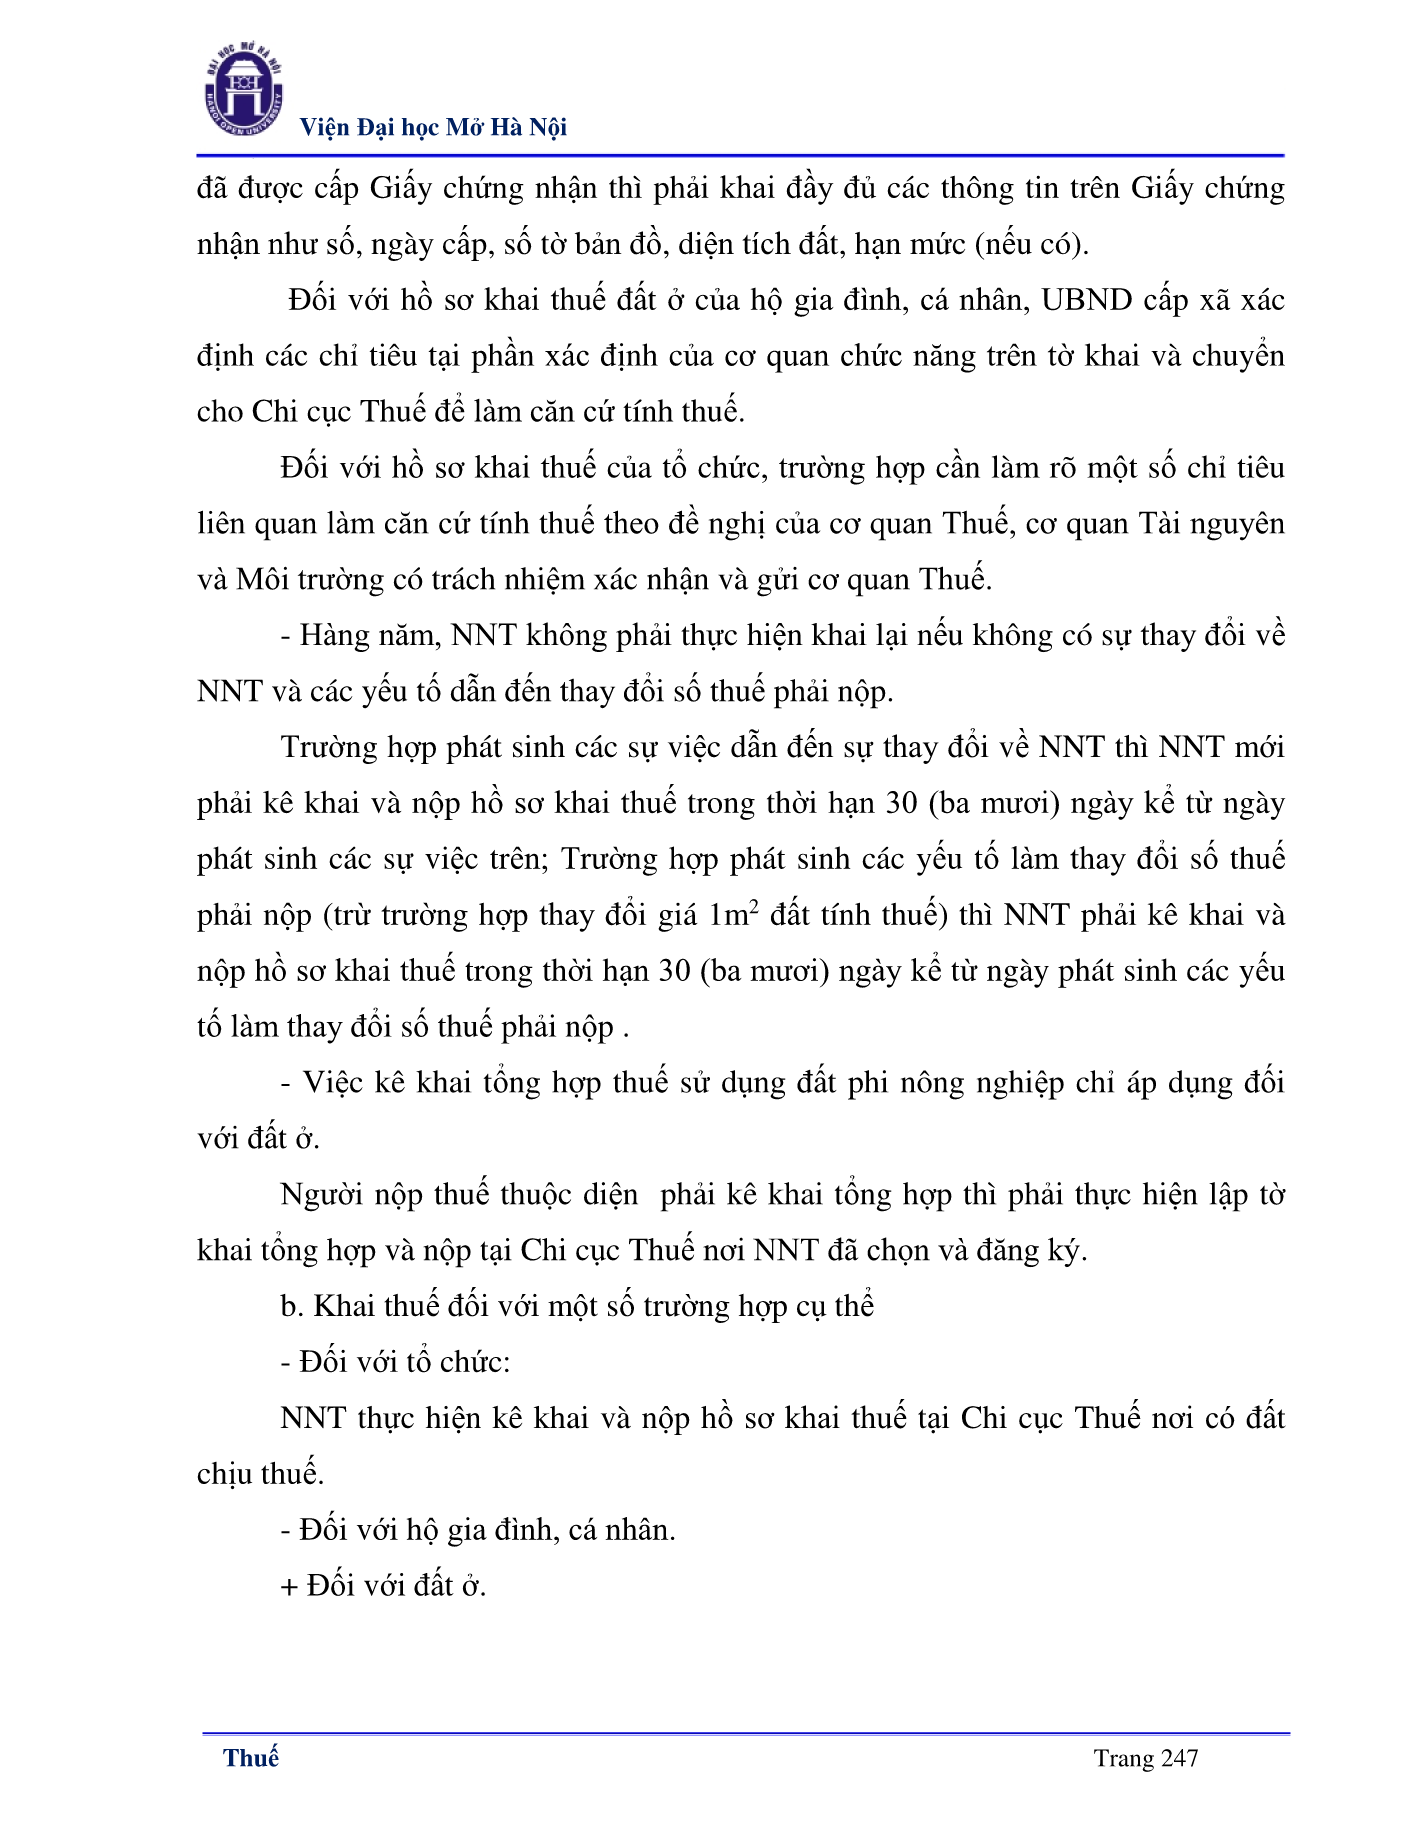 ĐẠI HỌC MỞ HÀ NỘI
HANOI OPEN UNIVERSITY
Viện Đại học Mở Hà Nội
đã được cấp Giấy chứng nhận thì phải khai đầy đủ các thông tin trên Giấy chứng
nhận như số, ngày cấp, số tờ bản đồ, diện tích đất, hạn mức (nếu có).
Đối với hồ sơ khai thuế đất ở của hộ gia đình, cá nhân, UBND cấp xã xác
định các chỉ tiêu tại phần xác định của cơ quan chức năng trên tờ khai và chuyển
cho Chi cục Thuế để làm căn cứ tính thuế.
Đối với hồ sơ khai thuế của tổ chức, trường hợp cần làm rõ một số chỉ tiêu
liên quan làm căn cứ tính thuế theo đề nghị của cơ quan Thuế, cơ quan Tài nguyên
và Môi trường có trách nhiệm xác nhận và gửi cơ quan Thuế.
- Hàng năm, NNT không phải thực hiện khai lại nếu không có sự thay đổi về
NNT và các yếu tố dẫn đến thay đổi số thuế phải nộp.
Trường hợp phát sinh các sự việc dẫn đến sự thay đổi về NNT thì NNT mới
phải kê khai và nộp hồ sơ khai thuế trong thời hạn 30 (ba mươi) ngày kể từ ngày
phát sinh các sự việc trên; Trường hợp phát sinh các yếu tố làm thay đổi số thuế
phải nộp (trừ trường hợp thay đổi giá 1m² đất tính thuế) thì NNT phải kê khai và
nộp hồ sơ khai thuế trong thời hạn 30 (ba mươi) ngày kể từ ngày phát sinh các yếu
tố làm thay đổi số thuế phải nộp .
- Việc kê khai tổng hợp thuế sử dụng đất phi nông nghiệp chỉ áp dụng đối
với đất ở.
Người nộp thuế thuộc diện  phải kê khai tổng hợp thì phải thực hiện lập tờ
khai tổng hợp và nộp tại Chi cục Thuế nơi NNT đã chọn và đăng ký.
b. Khai thuế đối với một số trường hợp cụ thể
- Đối với tổ chức:
NNT thực hiện kê khai và nộp hồ sơ khai thuế tại Chi cục Thuế nơi có đất
chịu thuế.
- Đối với hộ gia đình, cá nhân.
+ Đối với đất ở.
Thuế Trang 247